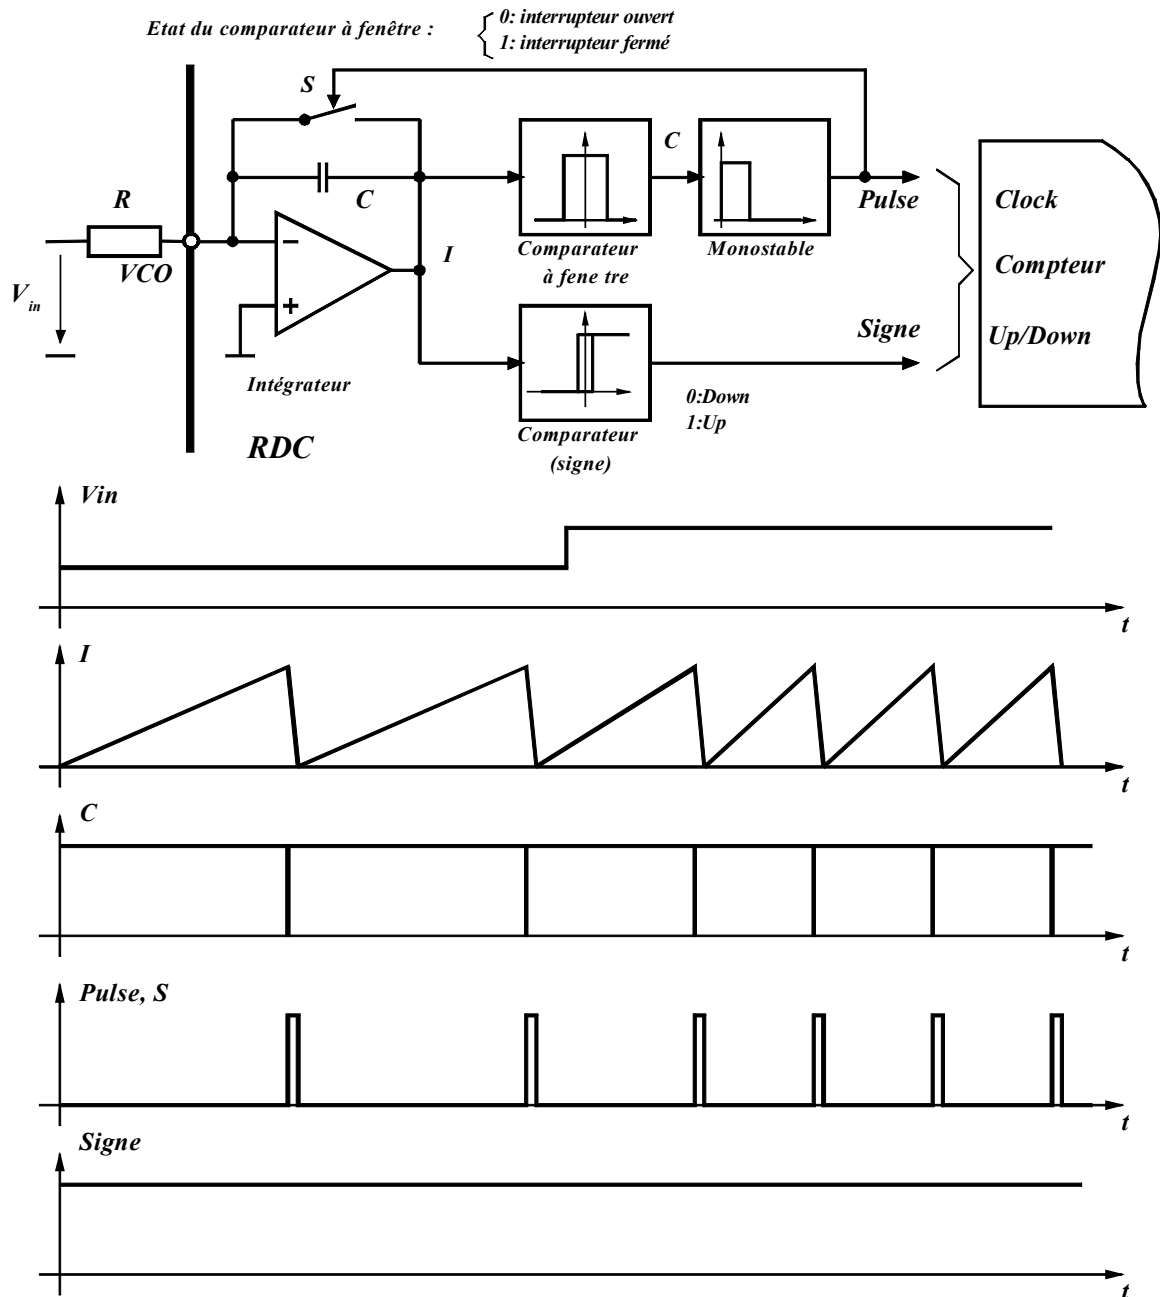 Etat du comparateur à fenêtre :
0: interrupteur ouvert
1: interrupteur fermé
S
C
C
R
VCO
V in
I
−
+
Intégrateur
RDC
Comparateur
à fene tre
Monostable
Pulse
Comparateur
(signe)
Signe
0:Down
1:Up
Clock
Compteur
Up/Down
Vin
t
I
t
C
t
Pulse, S
t
Signe
t